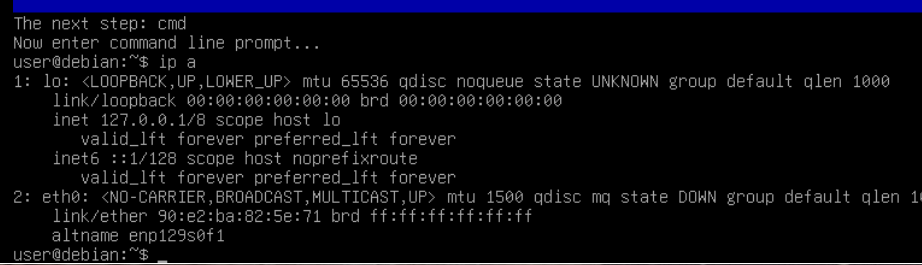 The next step: cmd
Now enter command line prompt...
user@debian:~$ ip a
1: lo: <LOOPBACK,UP,LOWER_UP> mtu 65536 qdisc noqueue state UNKNOWN group default qlen 1000
    link/loopback 00:00:00:00:00:00 brd 00:00:00:00:00:00
    inet 127.0.0.1/8 scope host lo
       valid_lft forever preferred_lft forever
    inet6 ::1/128 scope host noprefixroute
       valid_lft forever preferred_lft forever
2: eth0: <NO-CARRIER,BROADCAST,MULTICAST,UP> mtu 1500 qdisc mq state DOWN group default qlen
    link/ether 90:e2:ba:82:5e:71 brd ff:ff:ff:ff:ff:ff
    altname enp129s0f1
user@debian:~$ _